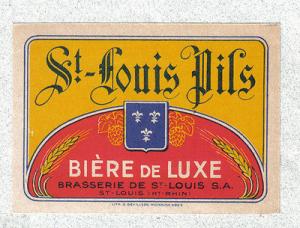 St-Louis Pils
BIÈRE DE LUXE
BRASSERIE DE ST-LOUIS S.A.
ST-LOUIS (HT-RHIN)